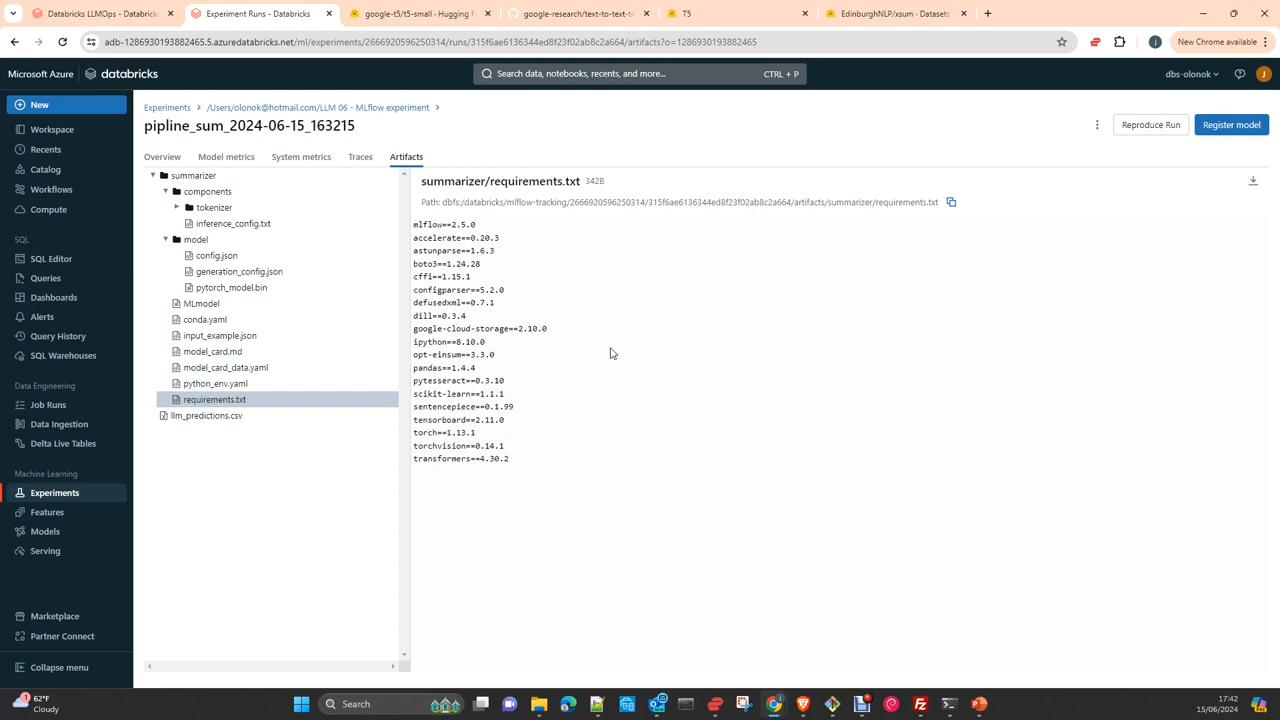 Databricks LLMOps - Databricks
Experiment Runs - Databricks
google-t5/t5-small · Hugging F
google-research/text-to-text-t
T5
EdinburghNLP/xsum · Datasets
adb-1286930193882465.5.azuredatabricks.net/ml/experiments/2666920596250314/runs/315f6ae6136344ed8f23f02ab8c2a664/artifacts?o=1286930193882465
New Chrome available
Microsoft Azure
databricks
Search data, notebooks, recents, and more...
CTRL + P
dbs-olonok
J
New
Workspace
Recents
Catalog
Workflows
Compute
SQL
SQL Editor
Queries
Dashboards
Alerts
Query History
SQL Warehouses
Data Engineering
Job Runs
Data Ingestion
Delta Live Tables
Machine Learning
Experiments
Features
Models
Serving
Marketplace
Partner Connect
Collapse menu
Experiments > /Users/olonok@hotmail.com/LLM 06 - MLflow experiment >
pipline_sum_2024-06-15_163215
Reproduce Run
Register model
Overview
Model metrics
System metrics
Traces
Artifacts
summarizer
components
tokenizer
inference_config.txt
model
config.json
generation_config.json
pytorch_model.bin
MLmodel
conda.yaml
input_example.json
model_card.md
model_card_data.yaml
python_env.yaml
requirements.txt
llm_predictions.csv
summarizer/requirements.txt 342B
Path: dbfs:/databricks/mlflow-tracking/2666920596250314/315f6ae6136344ed8f23f02ab8c2a664/artifacts/summarizer/requirements.txt
mlflow==2.5.0
accelerate==0.20.3
astunparse==1.6.3
boto3==1.24.28
cffi==1.15.1
configparser==5.2.0
defusedxml==0.7.1
dill==0.3.4
google-cloud-storage==2.10.0
ipython==8.10.0
opt-einsum==3.3.0
pandas==1.4.4
pytesseract==0.3.10
scikit-learn==1.1.1
sentencepiece==0.1.99
tensorboard==2.11.0
torch==1.13.1
torchvision==0.14.1
transformers==4.30.2
1
62°F
Cloudy
Search
17:42
15/06/2024